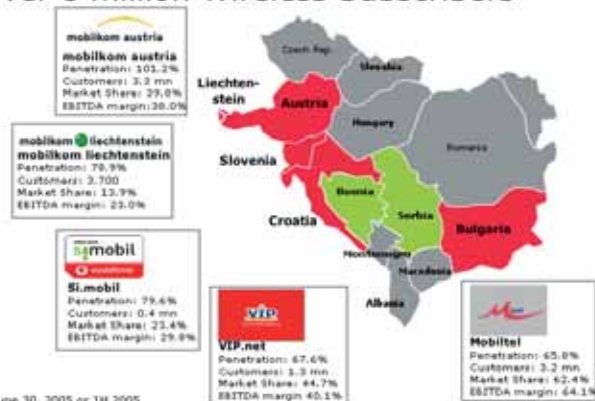 mobilkom austria
mobilkom austria
Penetration: 101.2%
Customers: 3.3 mn
Market Share: 39.8%
EBITDA margin:38.0%
mobilkom liechtenstein
mobilkom liechtenstein
Penetration: 78.9%
Customers: 3.700
Market Share: 13.9%
EBITDA margin: 23.0%
si.mobil
vodafone
Si.mobil
Penetration: 79.6%
Customers: 0.4 mn
Market Share: 23.4%
EBITDA margin: 29.8%
VIP
VIP.net
Penetration: 67.6%
Customers: 1.3 mn
Market Share: 44.7%
EBITDA margin 40.1%
Mobiltel
Penetration: 65.8%
Customers: 3.2 mn
Market Share: 62.4%
EBITDA margin: 64.1%
Czech Rep.
Slovakia
Liechten-
stein
Austria
Hungary
Romania
Slovenia
Croatia
Bosnia
Serbia
Bulgaria
Montenegro
Macedonia
Albania
30, 2005 or 1H 2005